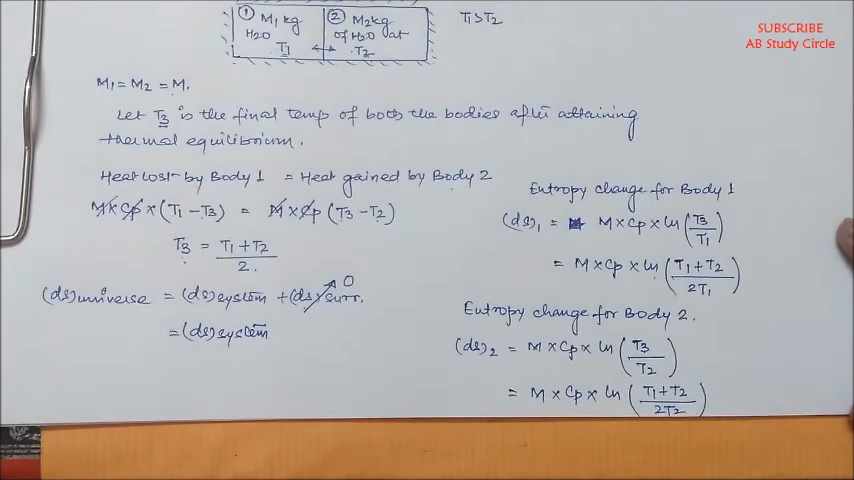 SUBSCRIBE
AB Study Circle
① M₁ kg H₂O T₁
② M₂ kg of H₂O at T₂
T₁>T₂
M₁ = M₂ = M.
Let T₃ is the final temp of both the bodies after attaining
thermal equilibrium.
Heat lost by Body 1 = Heat gained by Body 2
M×Cp×(T₁-T₃) = M×Cp(T₃-T₂)
T₃ = (T₁+T₂)/2.
(ds)universe = (ds)system + (ds)surr. 0
= (ds)system
Entropy change for Body 1
(ds)₁ = M×Cp×ln(T₃/T₁)
= M×Cp×ln((T₁+T₂)/2T₁)
Entropy change for Body 2.
(ds)₂ = M×Cp×ln(T₃/T₂)
= M×Cp×ln((T₁+T₂)/2T₂)